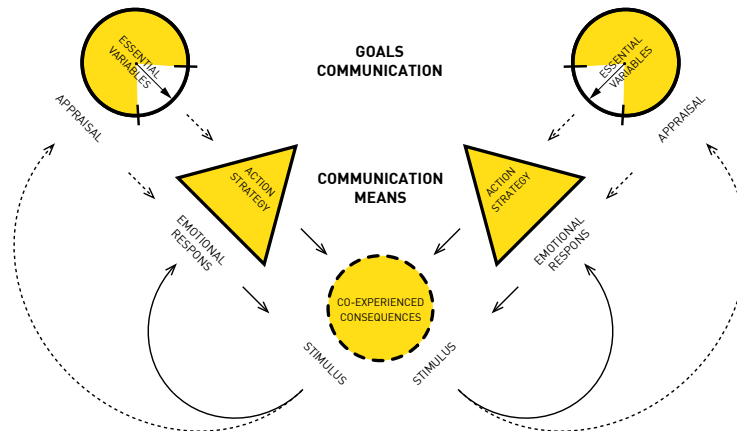 ESSENTIAL
VARIABLES
GOALS
COMMUNICATION
ESSENTIAL
VARIABLES
APPRAISAL
APPRAISAL
ACTION
STRATEGY
COMMUNICATION
MEANS
ACTION
STRATEGY
EMOTIONAL
RESPONS
EMOTIONAL
RESPONS
CO-EXPERIENCED
CONSEQUENCES
STIMULUS
STIMULUS